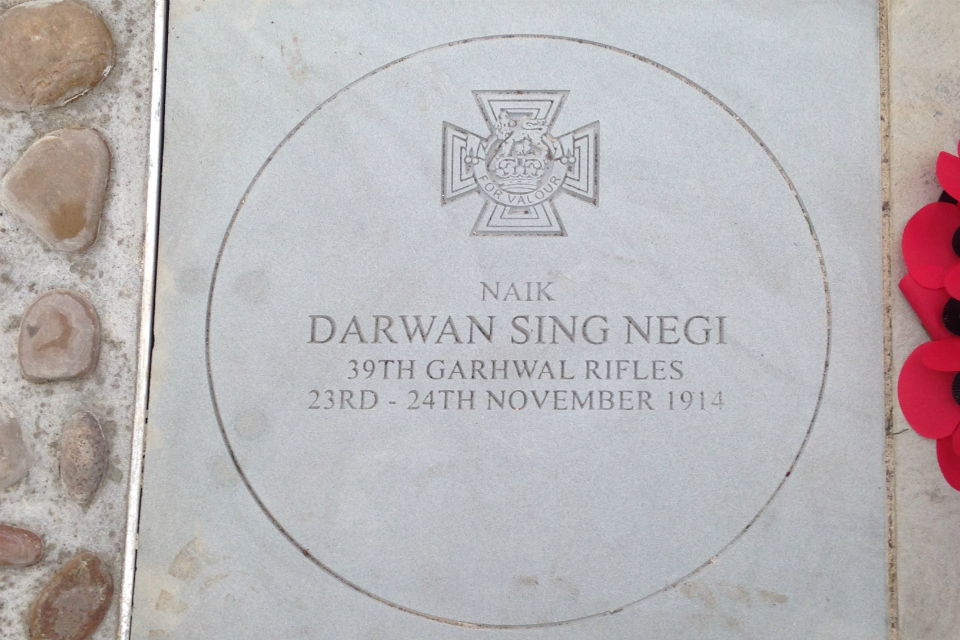 FOR VALOUR
NAIK
DARWAN SING NEGI
39TH GARHWAL RIFLES
23RD - 24TH NOVEMBER 1914